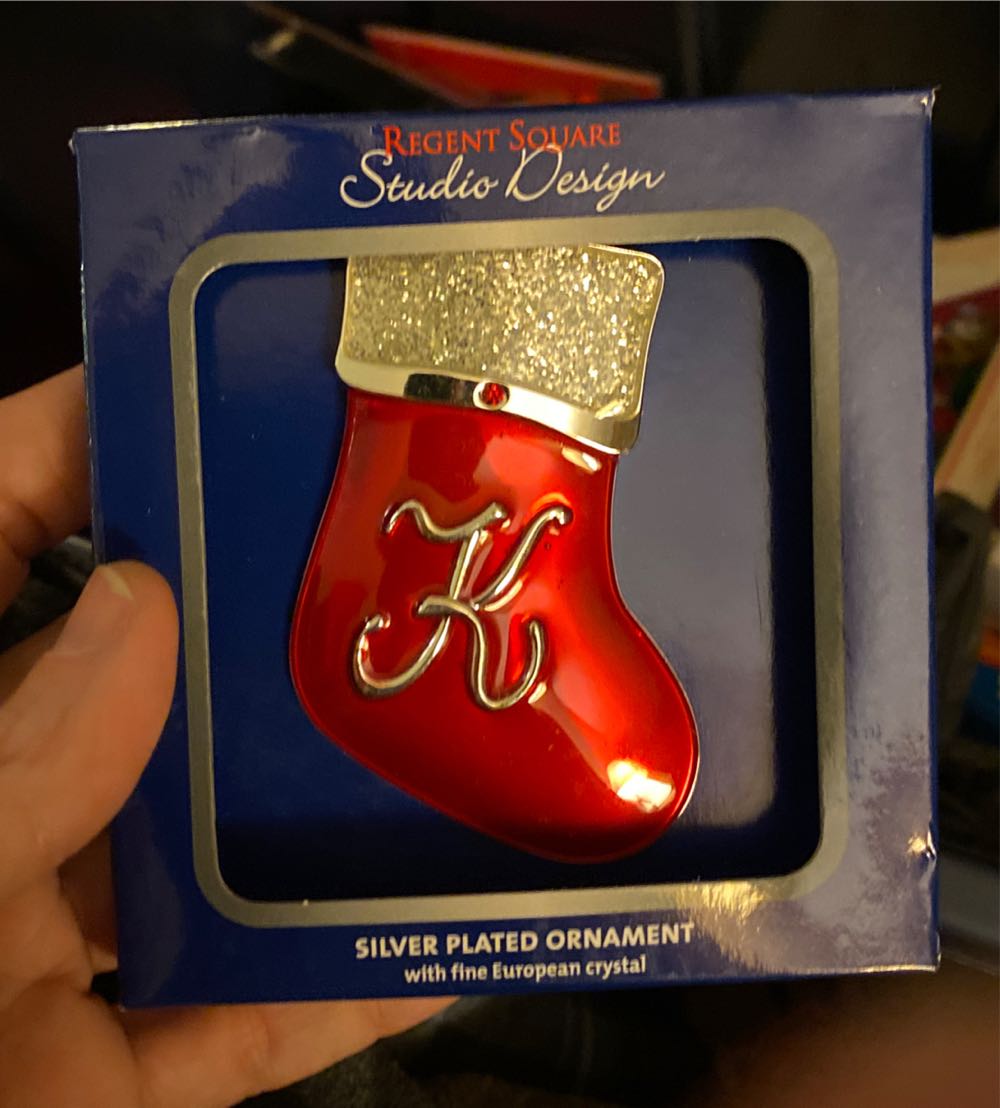 REGENT SQUARE
Studio Design
K
SILVER PLATED ORNAMENT
with fine European crystal